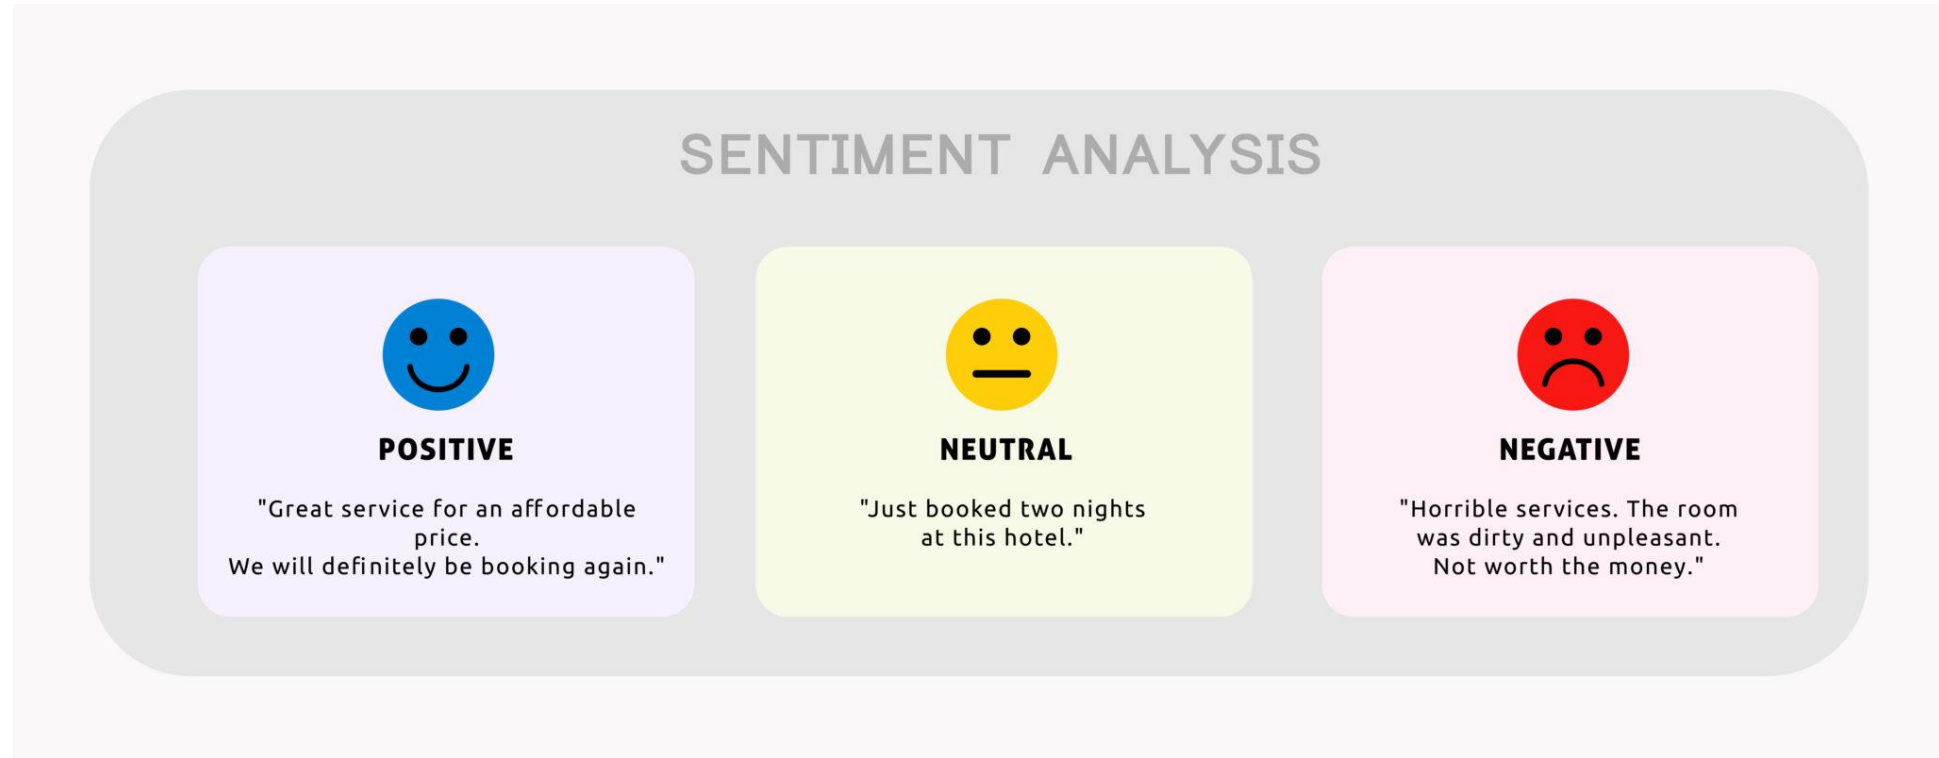 SENTIMENT ANALYSIS
POSITIVE
"Great service for an affordable
price.
We will definitely be booking again."
NEUTRAL
"Just booked two nights
at this hotel."
NEGATIVE
"Horrible services. The room
was dirty and unpleasant.
Not worth the money."